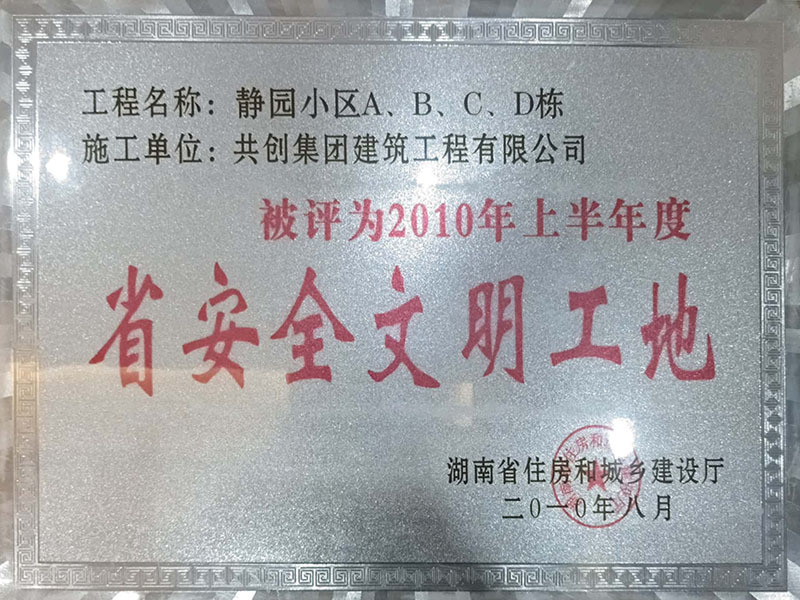 工程名称：静园小区A、B、C、D栋
施工单位：共创集团建筑工程有限公司
被评为2010年上半年度
省安全文明工地
湖南省住房和城乡建设厅
二0一0年八月